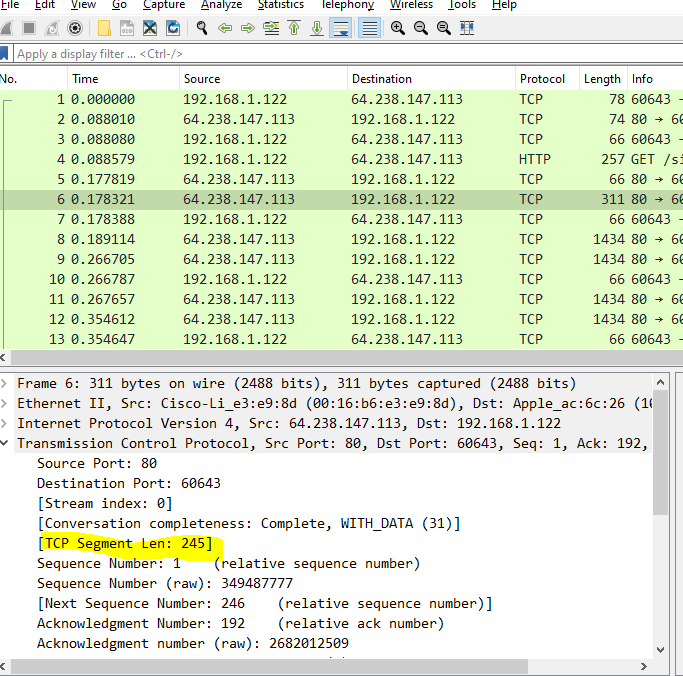 File Edit View Go Capture Analyze Statistics Telephony Wireless Tools Help
Apply a display filter ... <Ctrl-/>
No. Time Source Destination Protocol Length Info
1 0.000000 192.168.1.122 64.238.147.113 TCP 78 60643
2 0.088010 64.238.147.113 192.168.1.122 TCP 74 80 → 60
3 0.088080 192.168.1.122 64.238.147.113 TCP 66 60643
4 0.088579 192.168.1.122 64.238.147.113 HTTP 257 GET /si
5 0.177819 64.238.147.113 192.168.1.122 TCP 66 80 → 60
6 0.178321 64.238.147.113 192.168.1.122 TCP 311 80 → 60
7 0.178388 192.168.1.122 64.238.147.113 TCP 66 60643
8 0.189114 64.238.147.113 192.168.1.122 TCP 1434 80 → 60
9 0.266705 64.238.147.113 192.168.1.122 TCP 1434 80 → 60
10 0.266787 192.168.1.122 64.238.147.113 TCP 66 60643
11 0.267657 64.238.147.113 192.168.1.122 TCP 1434 80 → 60
12 0.354612 64.238.147.113 192.168.1.122 TCP 1434 80 → 60
13 0.354647 192.168.1.122 64.238.147.113 TCP 66 60643
Frame 6: 311 bytes on wire (2488 bits), 311 bytes captured (2488 bits)
Ethernet II, Src: Cisco-Li_e3:e9:8d (00:16:b6:e3:e9:8d), Dst: Apple_ac:6c:26 (10
Internet Protocol Version 4, Src: 64.238.147.113, Dst: 192.168.1.122
Transmission Control Protocol, Src Port: 80, Dst Port: 60643, Seq: 1, Ack: 192,
Source Port: 80
Destination Port: 60643
[Stream index: 0]
[Conversation completeness: Complete, WITH_DATA (31)]
[TCP Segment Len: 245]
Sequence Number: 1 (relative sequence number)
Sequence Number (raw): 349487777
[Next Sequence Number: 246 (relative sequence number)]
Acknowledgment Number: 192 (relative ack number)
Acknowledgment number (raw): 2682012509